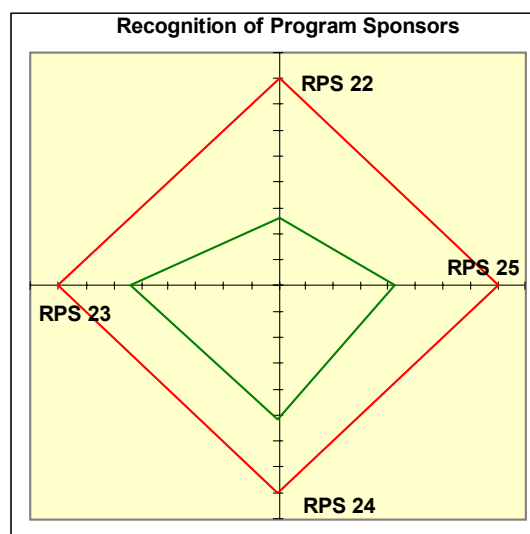 Recognition of Program Sponsors
RPS 22
RPS 25
RPS 23
RPS 24